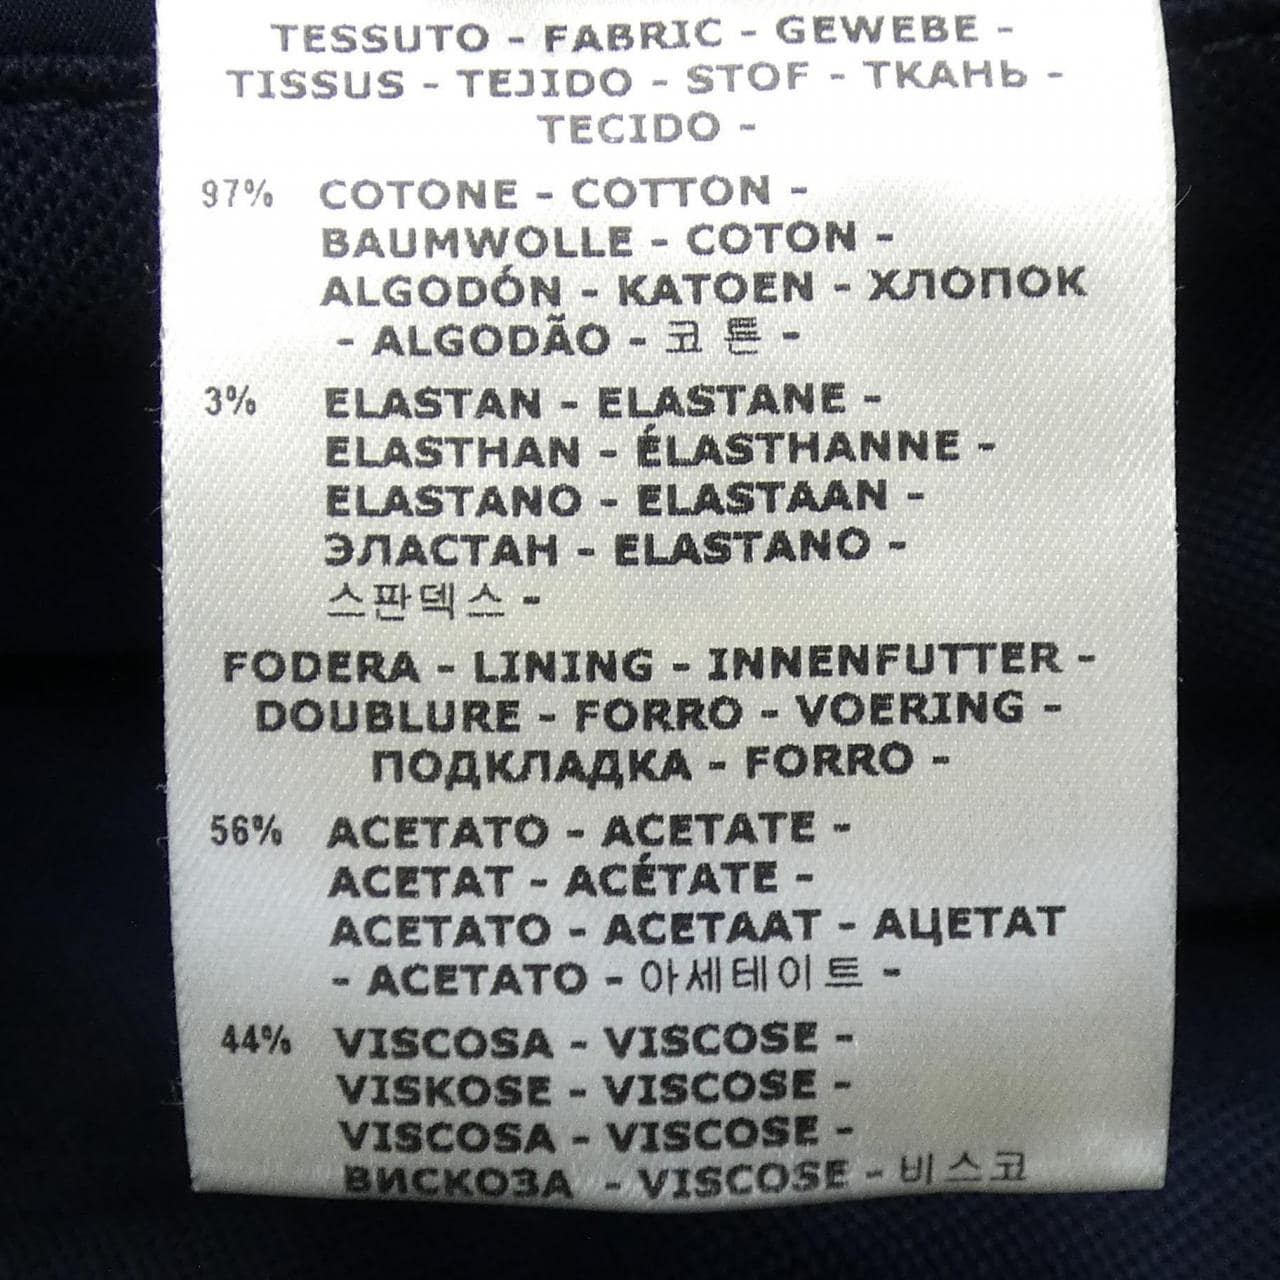 TESSUTO - FABRIC - GEWEBE -
TISSUS - TEJIDO - STOF - ТКАНЬ -
TECIDO -
97% COTONE - COTTON -
BAUMWOLLE - COTON -
ALGODÓN - KATOEN - ХЛОПОК
- ALGODÃO - 코튼 -
3% ELASTAN - ELASTANE -
ELASTHAN - ÉLASTHANNE -
ELASTANO - ELASTAAN -
ЭЛАСТАН - ELASTANO -
스판덱스 -
FODERA - LINING - INNENFUTTER -
DOUBLURE - FORRO - VOERING -
ПОДКЛАДКА - FORRO -
56% ACETATO - ACETATE -
ACETAT - ACÉTATE -
ACETATO - ACETAAT - АЦЕТАТ
- ACETATO - 아세테이트 -
44% VISCOSA - VISCOSE -
VISKOSE - VISCOSE -
VISCOSA - VISCOSE -
ВИСКОЗА - VISCOSE - 비스코